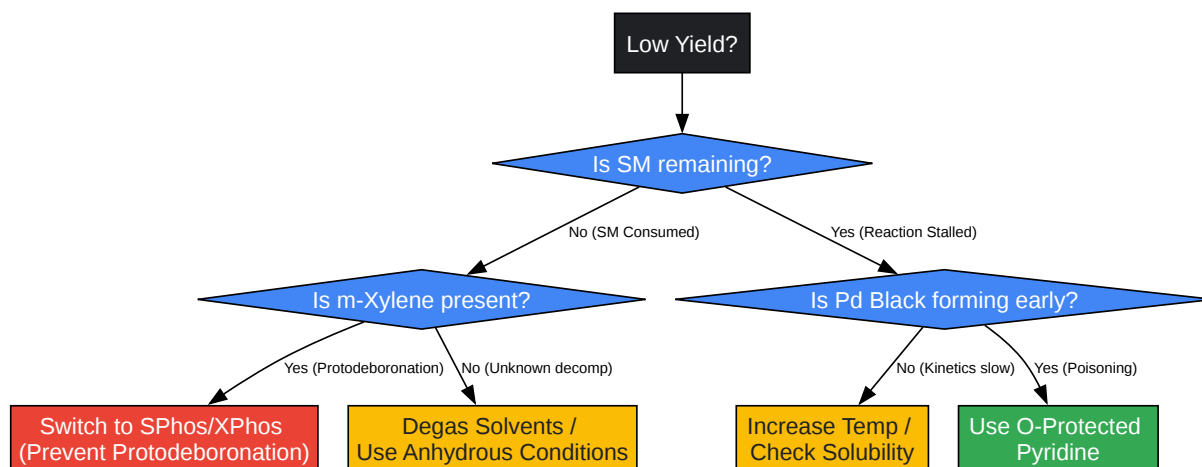 Low Yield?
Is SM remaining?
No (SM Consumed)
Yes (Reaction Stalled)
Is m-Xylene present?
Is Pd Black forming early?
Yes (Protodeboronation)
No (Unknown decomp)
No (Kinetics slow)
Yes (Poisoning)
Switch to SPhos/XPhos
(Prevent Protodeboronation)
Degas Solvents /
Use Anhydrous Conditions
Increase Temp /
Check Solubility
Use O-Protected
Pyridine